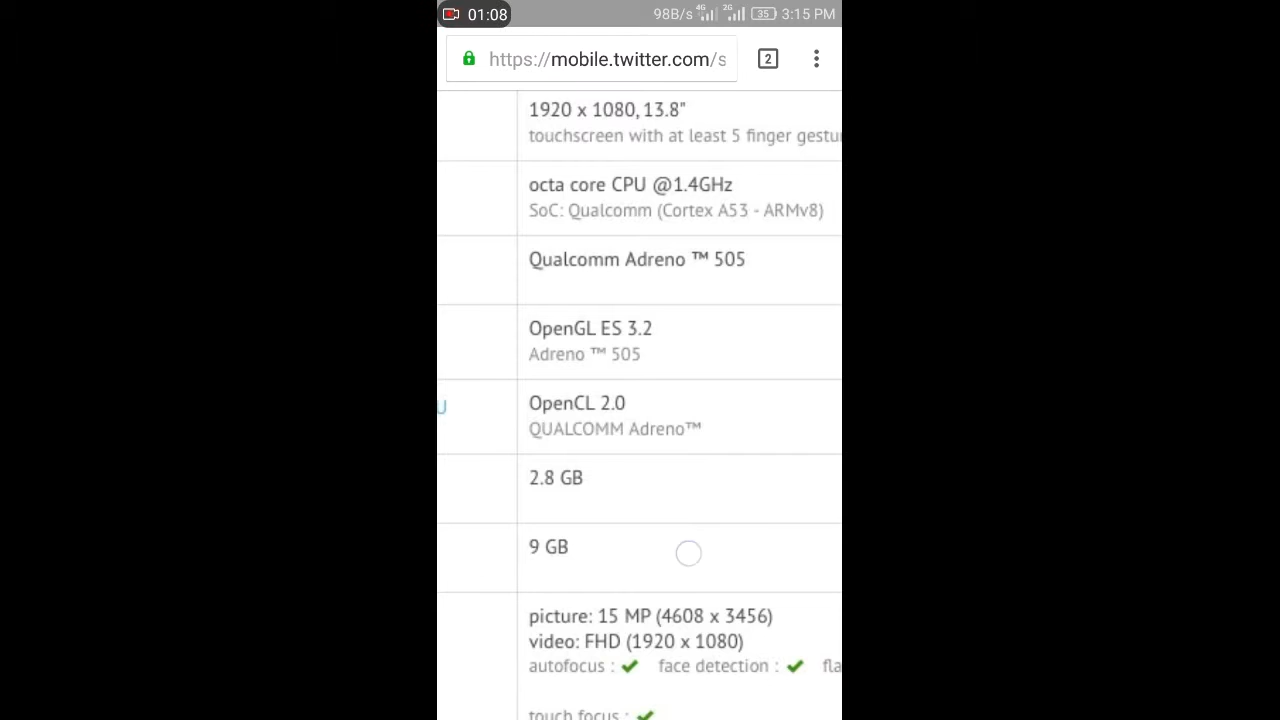 01:08 98B/s 4G 2G 35 3:15 PM
https://mobile.twitter.com/s 2
1920 x 1080, 13.8"
touchscreen with at least 5 finger gestu
octa core CPU @1.4GHz
SoC: Qualcomm (Cortex A53 - ARMv8)
Qualcomm Adreno ™ 505
OpenGL ES 3.2
Adreno ™ 505
U
OpenCL 2.0
QUALCOMM Adreno™
2.8 GB
9 GB
picture: 15 MP (4608 x 3456)
video: FHD (1920 x 1080)
autofocus : ✔ face detection : ✔ fla
touch focus : ✔